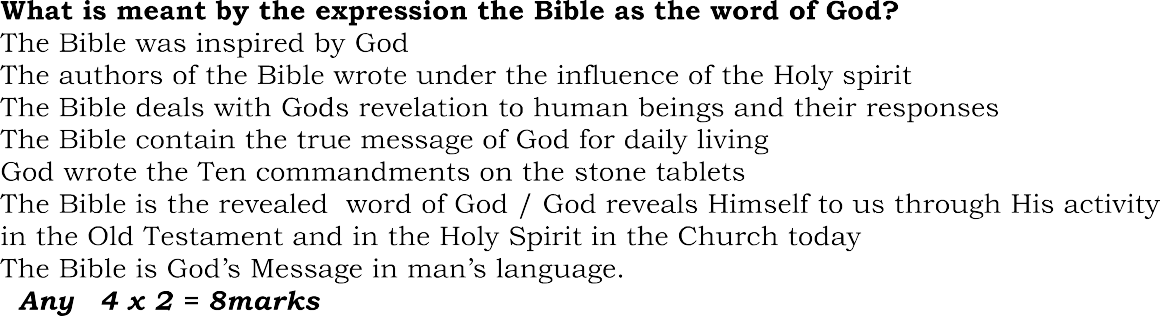 What is meant by the expression the Bible as the word of God?
The Bible was inspired by God
The authors of the Bible wrote under the influence of the Holy spirit
The Bible deals with Gods revelation to human beings and their responses
The Bible contain the true message of God for daily living
God wrote the Ten commandments on the stone tablets
The Bible is the revealed  word of God / God reveals Himself to us through His activity
in the Old Testament and in the Holy Spirit in the Church today
The Bible is God’s Message in man’s language.
Any   4 x 2 = 8marks